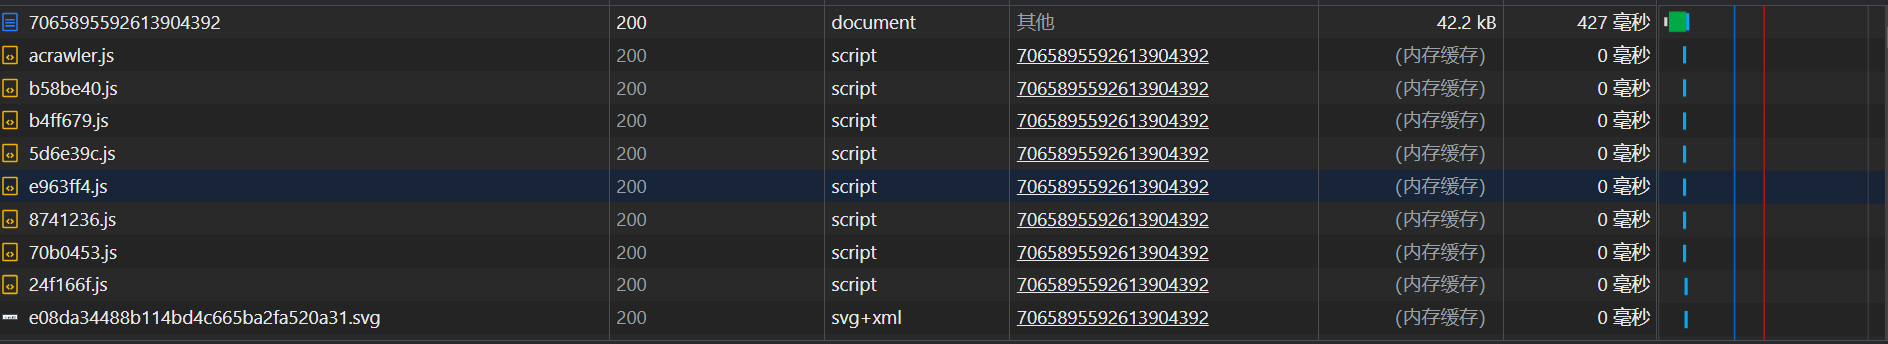 7065895592613904392 200 document 其他 42.2 kB 427 毫秒
acrawler.js 200 script 7065895592613904392 (内存缓存) 0 毫秒
b58be40.js 200 script 7065895592613904392 (内存缓存) 0 毫秒
b4ff679.js 200 script 7065895592613904392 (内存缓存) 0 毫秒
5d6e39c.js 200 script 7065895592613904392 (内存缓存) 0 毫秒
e963ff4.js 200 script 7065895592613904392 (内存缓存) 0 毫秒
8741236.js 200 script 7065895592613904392 (内存缓存) 0 毫秒
70b0453.js 200 script 7065895592613904392 (内存缓存) 0 毫秒
24f166f.js 200 script 7065895592613904392 (内存缓存) 0 毫秒
e08da34488b114bd4c665ba2fa520a31.svg 200 svg+xml 7065895592613904392 (内存缓存) 0 毫秒